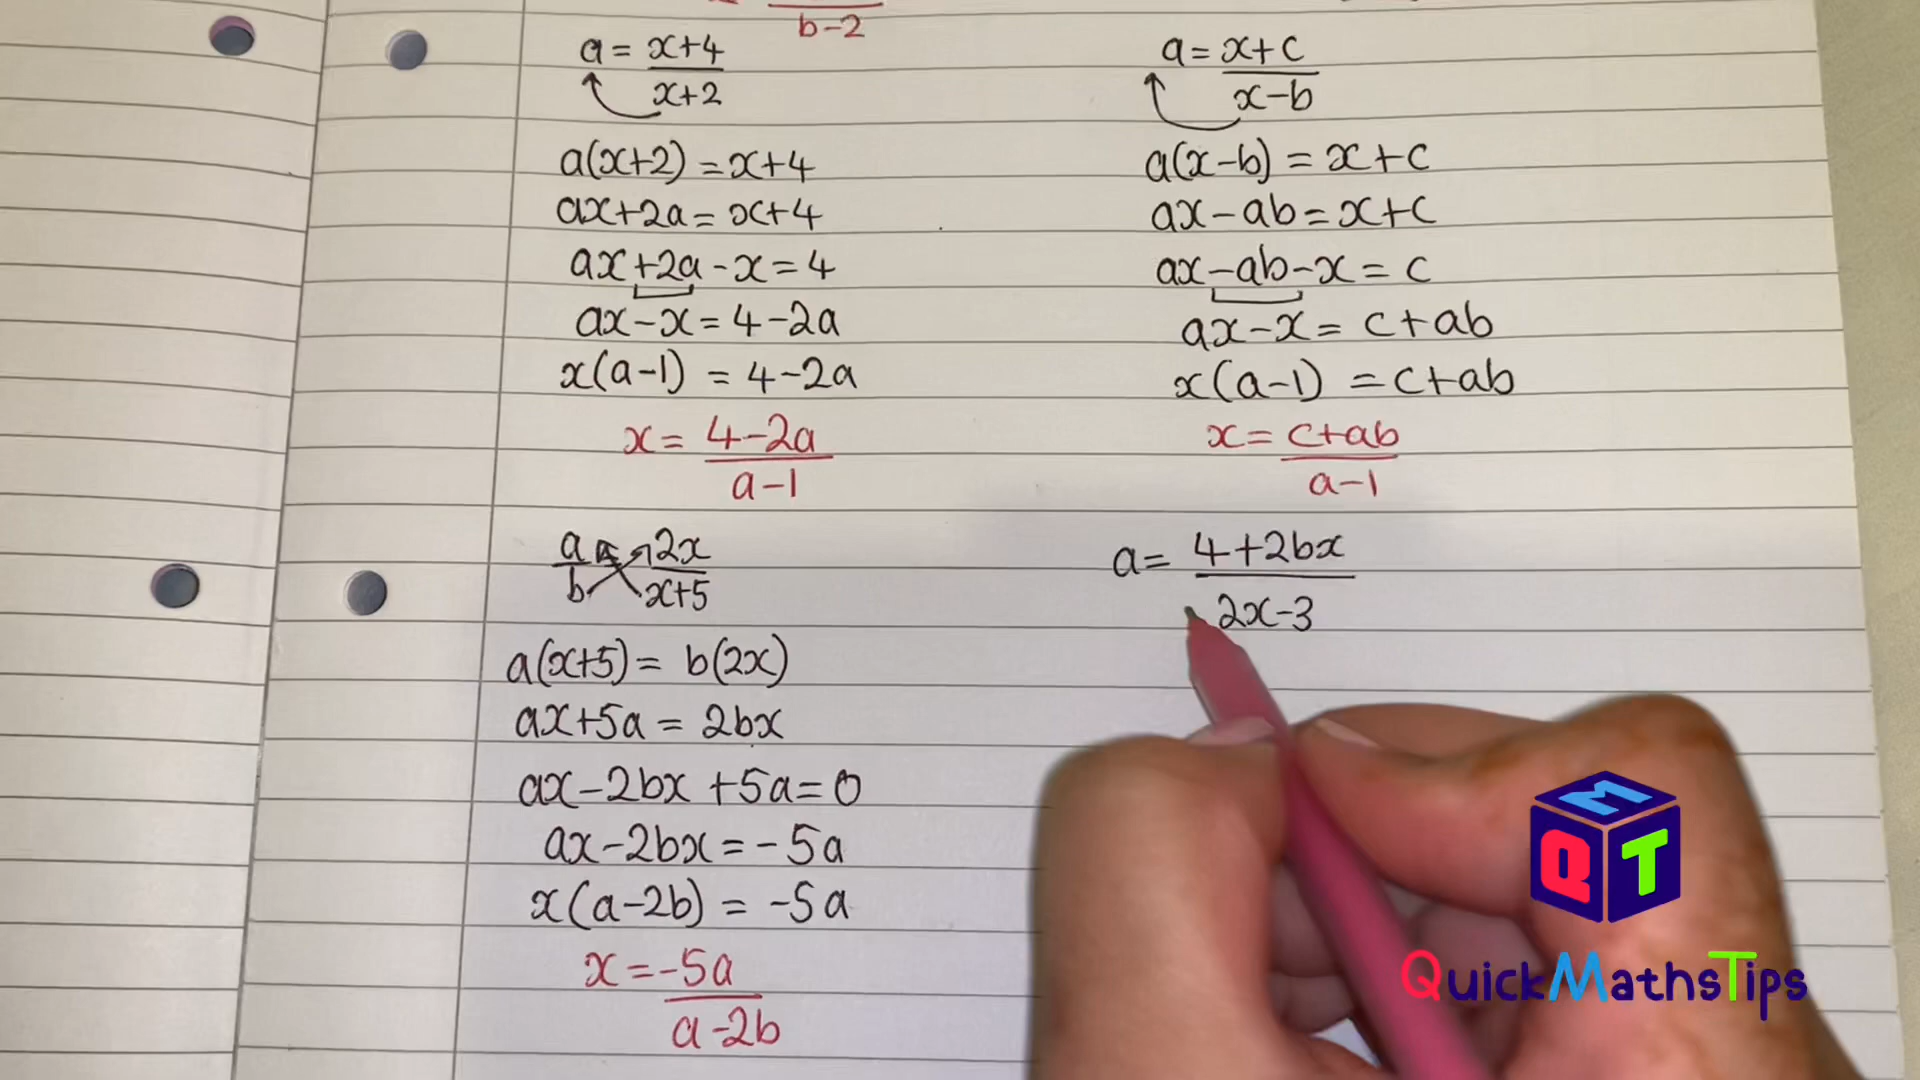 b-2
a = x+4
x+2
a(x+2) = x+4
ax+2a = x+4
ax+2a-x = 4
ax-x = 4-2a
x(a-1) = 4-2a
x = 4-2a
a-1
a = x+c
x-b
a(x-b) = x+c
ax-ab = x+c
ax-ab-x = c
ax-x = c+ab
x(a-1) = c+ab
x = c+ab
a-1
a = 2x
b x+5
a(x+5) = b(2x)
ax+5a = 2bx
ax-2bx+5a=0
ax-2bx = -5a
x(a-2b) = -5a
x = -5a
a-2b
a = 4+2bx
2x-3
M
Q T
QuickMathsTips